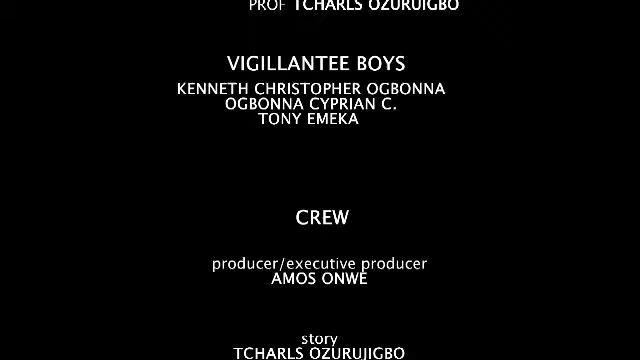 PROF TCHARLS OZURUIGBO
VIGILLANTEE BOYS
KENNETH CHRISTOPHER OGBONNA
OGBONNA CYPRIAN C.
TONY EMEKA
CREW
producer/executive producer
AMOS ONWE
story
TCHARLS OZURUJIGBO